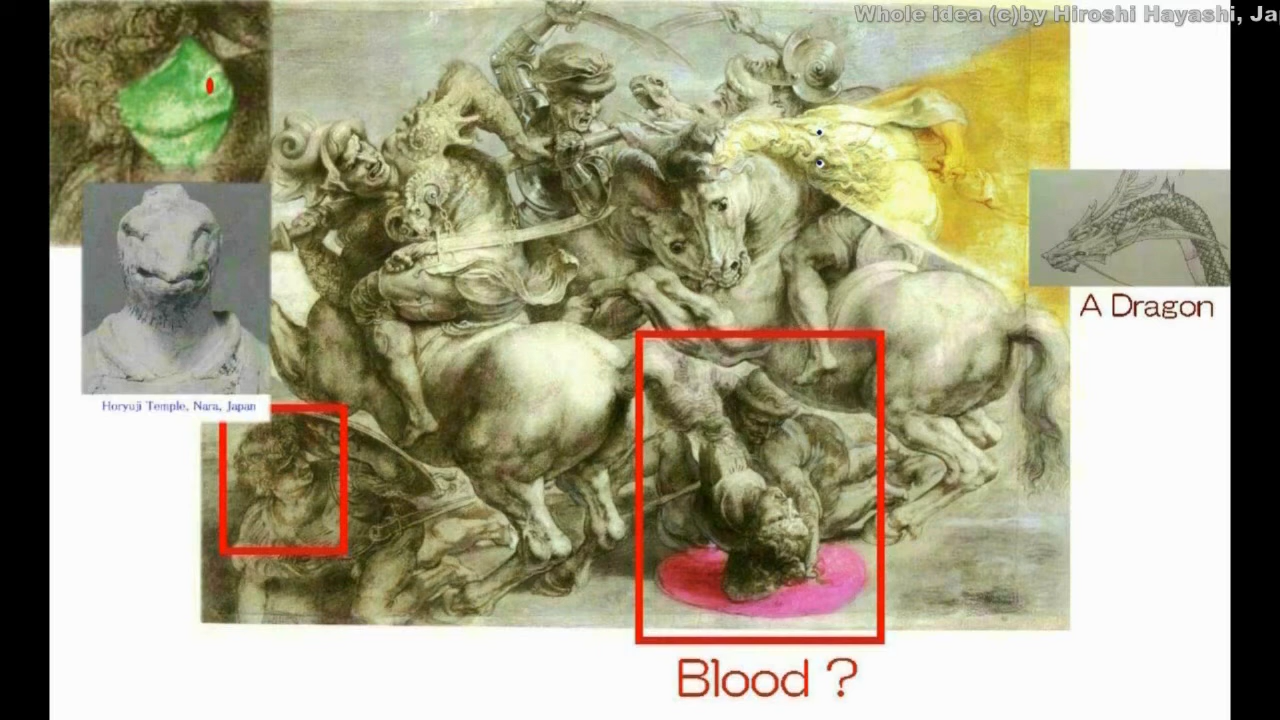 Whole idea (c)by Hiroshi Hayashi, Ja
A Dragon
Horyuji Temple, Nara, Japan
Blood ?